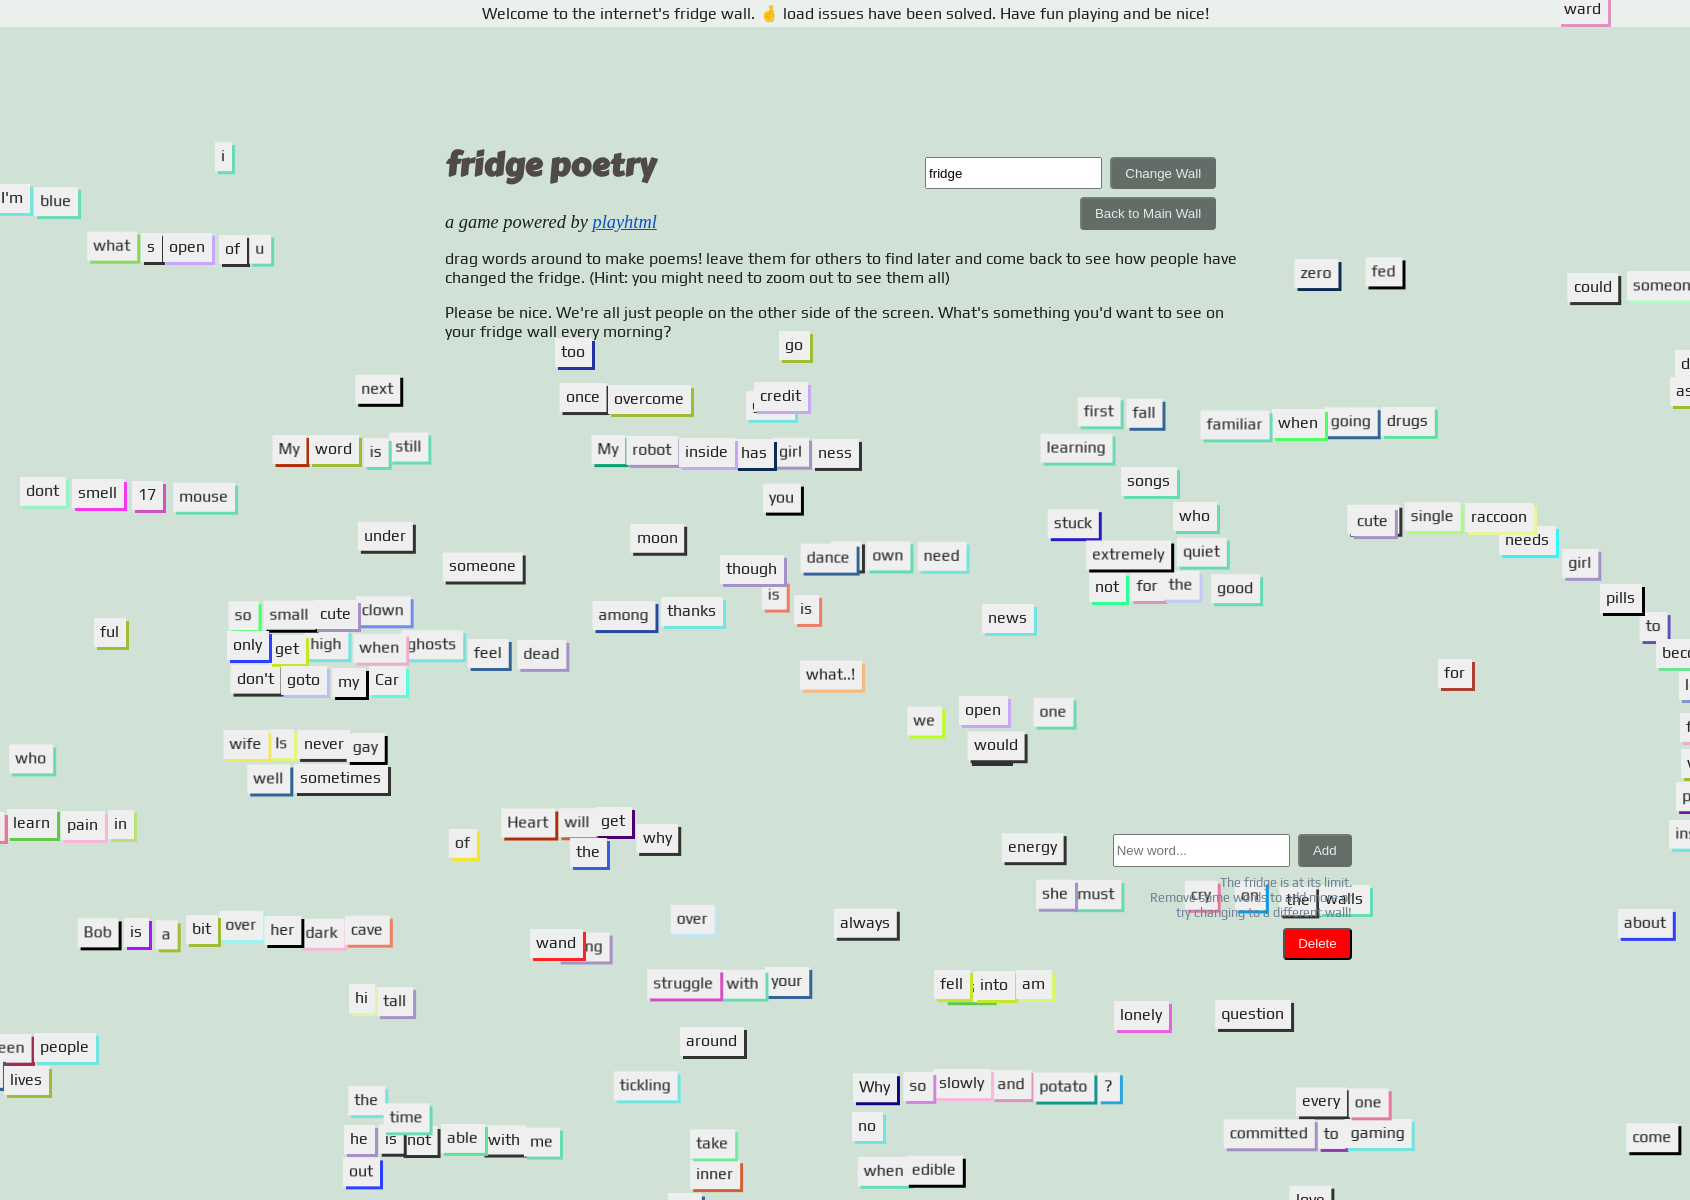 Welcome to the internet's fridge wall. 🤞 load issues have been solved. Have fun playing and be nice!
ward
i
I'm blue
what s open of u
fridge poetry
fridge
Change Wall
Back to Main Wall
a game powered by playhtml
drag words around to make poems! leave them for others to find later and come back to see how people have
changed the fridge. (Hint: you might need to zoom out to see them all)
Please be nice. We're all just people on the other side of the screen. What's something you'd want to see on
your fridge wall every morning?
zero fed
could someon
too
go
next
once overcome
credit
first fall
familiar when going drugs
learning
My word is still
My robot inside has girl ness
songs
dont smell 17 mouse
you
who
stuck
cute single raccoon
needs
under
moon
someone
though
dance own need
extremely quiet
girl
is is
not for the good
pills
so small cute clown
among thanks
news
to
ful
only get high when ghosts feel dead
don't goto my Car
what..!
for
we open one
would
who
wife Is never gay
well sometimes
learn pain in
Heart will get
why
of
the
energy
New word...
Add
The fridge is at its limit.
Remove some words to add more or
try changing to a different wall!
Delete
she must cry on the walls
over
always
about
Bob is a bit over her dark cave
wand ng
struggle with your
fell into am
hi tall
lonely question
around
een people
lives
tickling
Why so slowly and potato ?
the
time
every one
no
he is not able with me
committed to gaming
take
come
out
inner
when edible
love